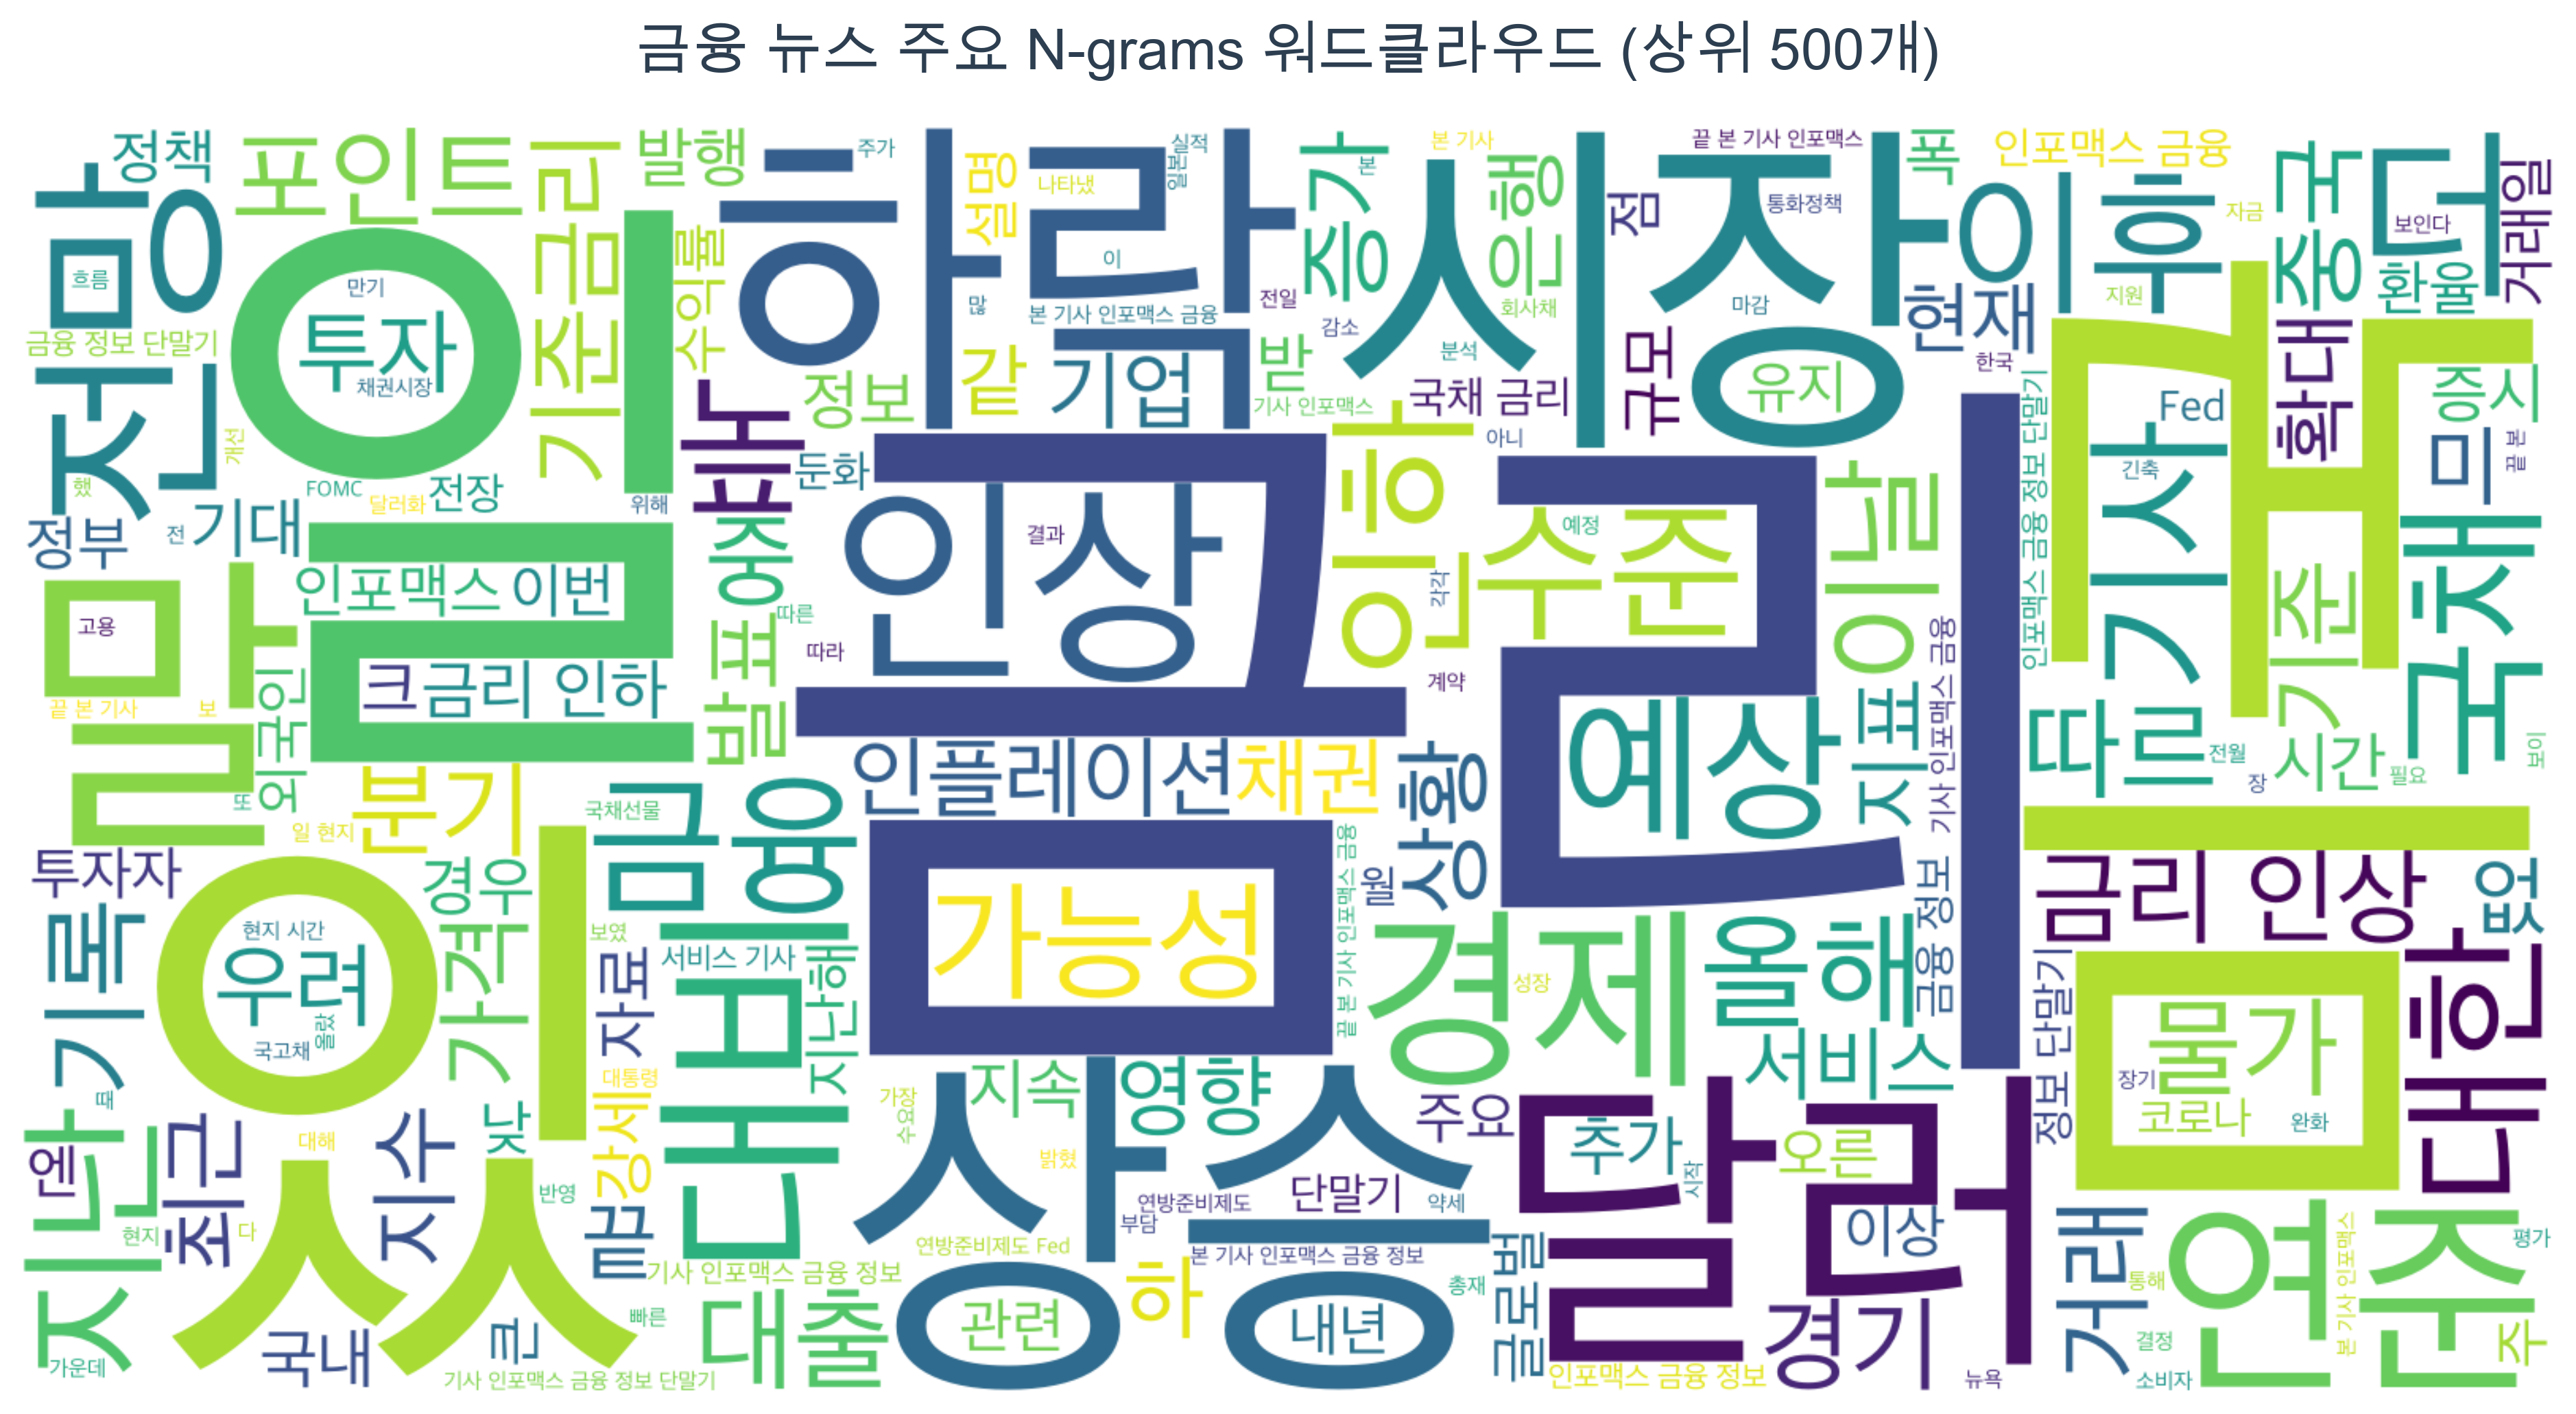 금융 뉴스 주요 N-grams 워드클라우드 (상위 500개)
정책
포인트
금리
발행
하락
주가
설명
나타냈
실적
일본
이
증가
본
본 기사
은행
시장
끝 본 기사 인포맥스
점
통화정책
폭
인포맥스 금융
이후
자금
중국
보인다
거래일
전망
흐름
만기
투자
채권시장
일
기준금리
수익률
많
본 기사 인포맥스 금융
전일
감소
회사채
분석
마감
규모
유지
현재
한국
지원
환율
확대
금융 정보 단말기
정보
같
기업
받
기사 인포맥스
국채 금리
아니
미국
기사
Fed
긴축
증시
미
끝 본
개선
했
FOMC
달러화
전장
위해
둔화
인상
결과
인하
각각
수준
예정
이날
인포맥스 금융 정보 단말기
국채
기준
정부
전
기대
말
고용
인포맥스
이번
크
금리 인하
중
따른
따라
발표
외국인
끝 본 기사
보
또
금리
계약
예상
지표
기사 인포맥스 금융
무료
전월
장
시간
필요
보이
분기
일 현지
국채선물
금융
인플레이션
채권
상황
월
끝 본 기사 인포맥스 금융
투자자
경우
가격
보였
가능성
금리 인상
없
기록
현지 시간
우려
올랐
국고채
있
자료
서비스 기사
지난해
대비
경제
성장
올해
금융 정보
서비스
정보 단말기
물가
장기
코로나
완화
대한
때
지난
엔
최근
대해
지수
낮
대통령
강세
가장
수요
지속
영향
밝혔
주요
추가
오른
시작
달러
현지
다
반영
끝
상승
연방준비제도
부담
단말기
약세
이상
거래
연준
통해
본 기사 인포맥스
평가
연방준비제도 Fed
본 기사 인포맥스 금융 정보
기사 인포맥스 금융 정보
가운데
국내
큰
빠른
대출
관련
하
내년
총재
글로벌
경기
결정
주
기사 인포맥스 금융 정보 단말기
인포맥스 금융 정보
뉴욕
소비자